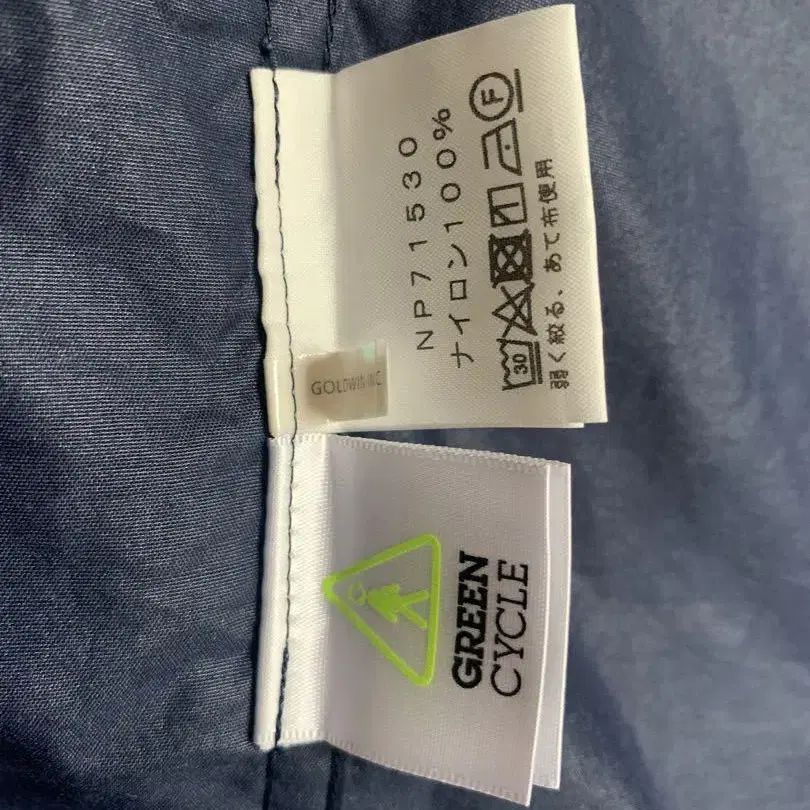 NP71530
ナイロン100%
30 F
弱く絞る、あて布使用
GOLDWIN INC
GREEN
CYCLE